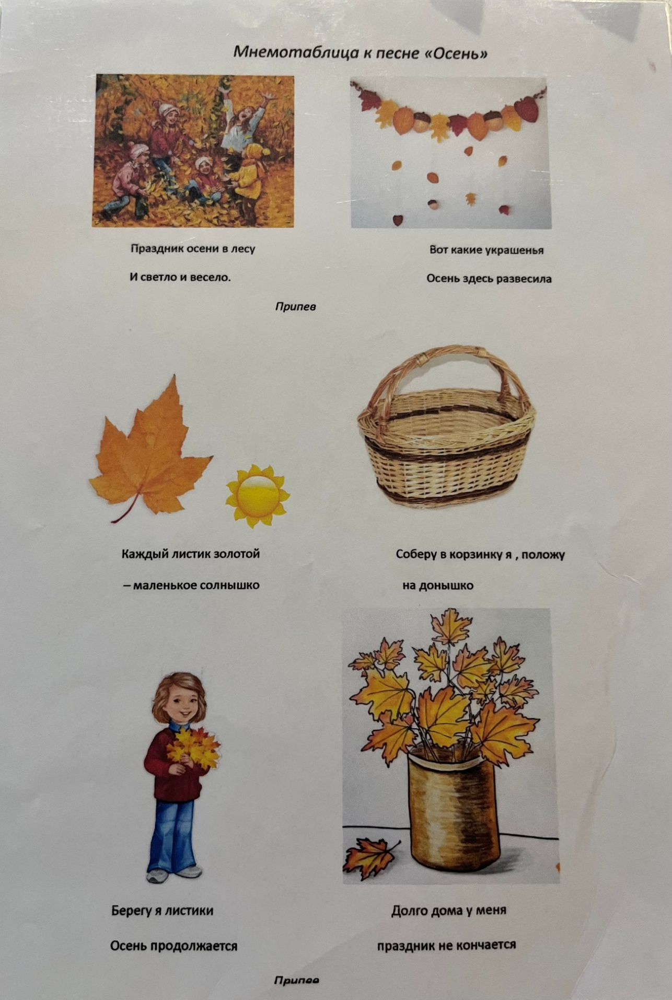 Мнемотаблица к песне «Осень»
Праздник осени в лесу
И светло и весело.
Вот какие украшенья
Осень здесь развесила
Припев
Каждый листик золотой
– маленькое солнышко
Соберу в корзинку я , положу
на донышко
Берегу я листики
Осень продолжается
Долго дома у меня
праздник не кончается
Припев